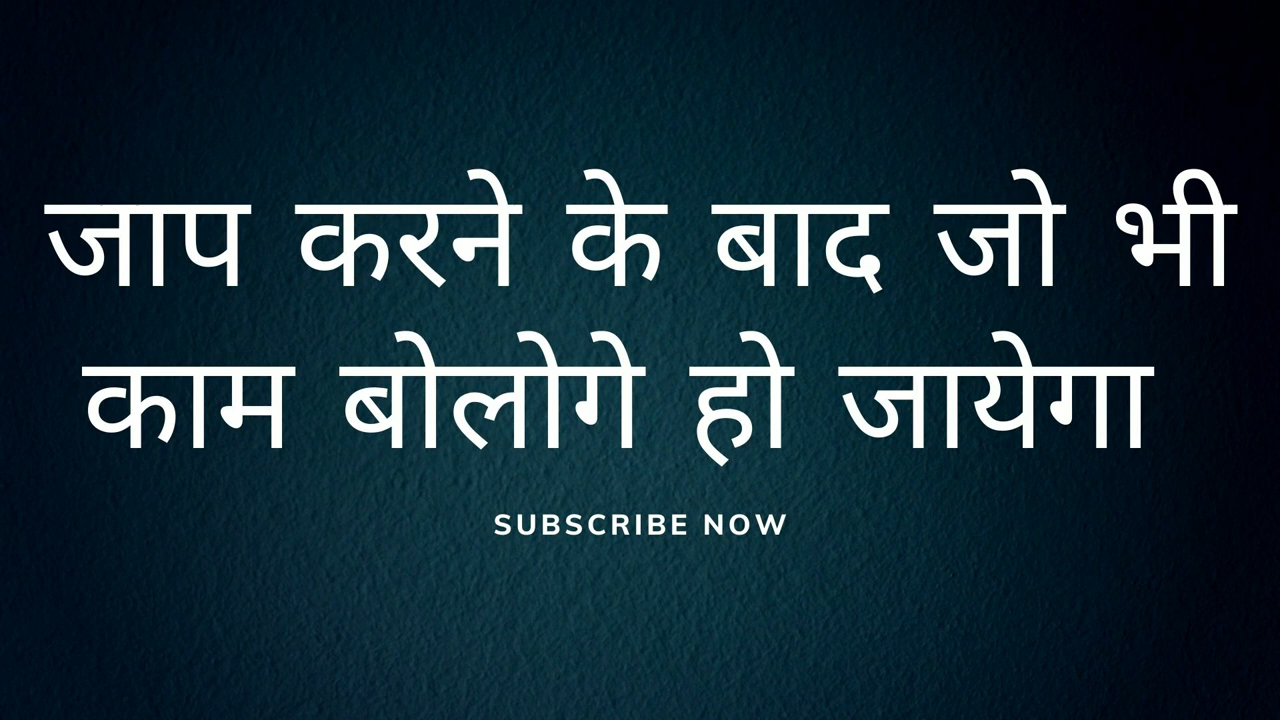 जाप करने के बाद जो भी
काम बोलोगे हो जायेगा
SUBSCRIBE NOW